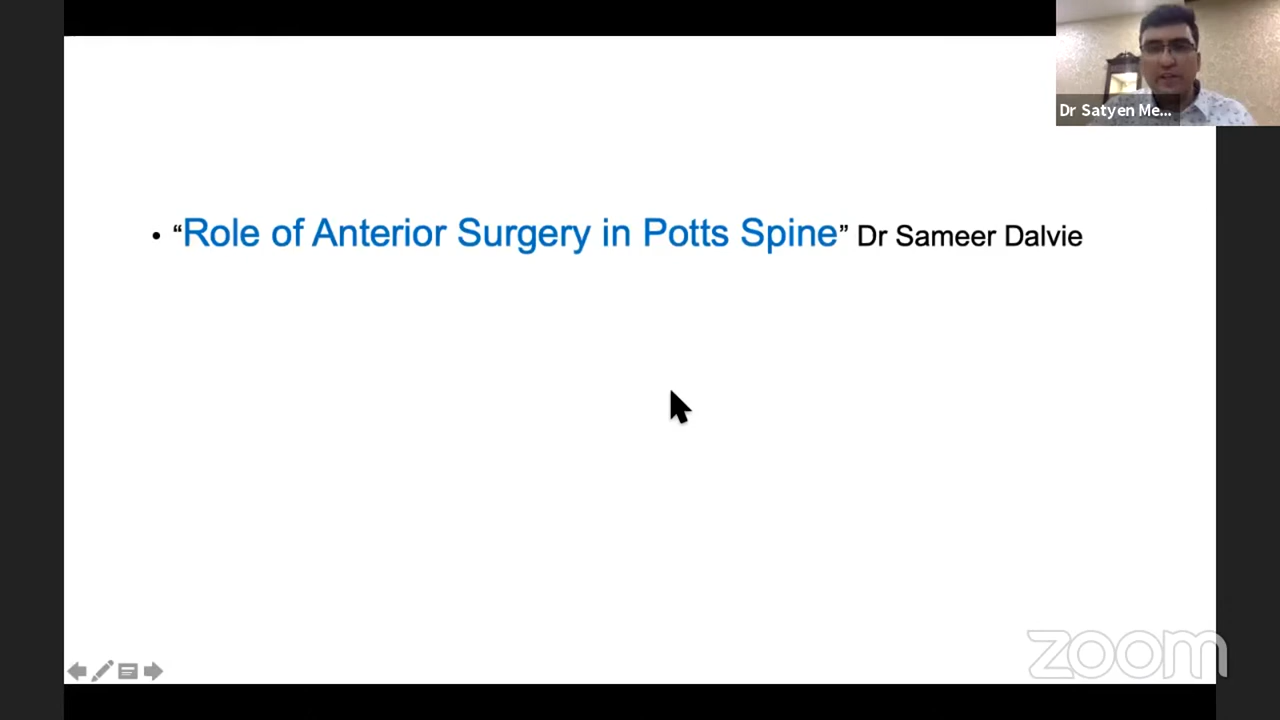 Dr Satyen Me...
• “Role of Anterior Surgery in Potts Spine” Dr Sameer Dalvie
zoom